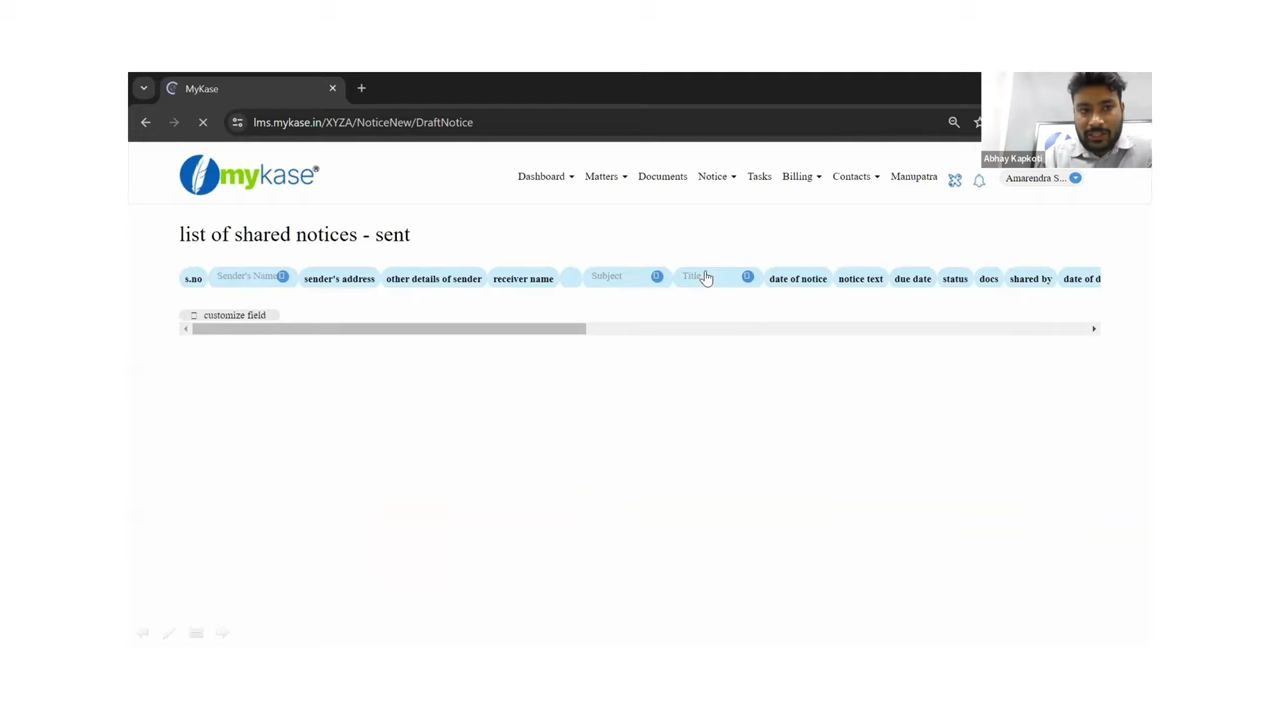 MyKase
lms.mykase.in/XYZA/NoticeNew/DraftNotice
Abhay Kapkoti
mykase®
Dashboard Matters Documents Notice Tasks Billing Contacts Manupatra Amarendra S...
list of shared notices - sent
s.no Sender's Name sender's address other details of sender receiver name Subject Title date of notice notice text due date status docs shared by date of d
customize field